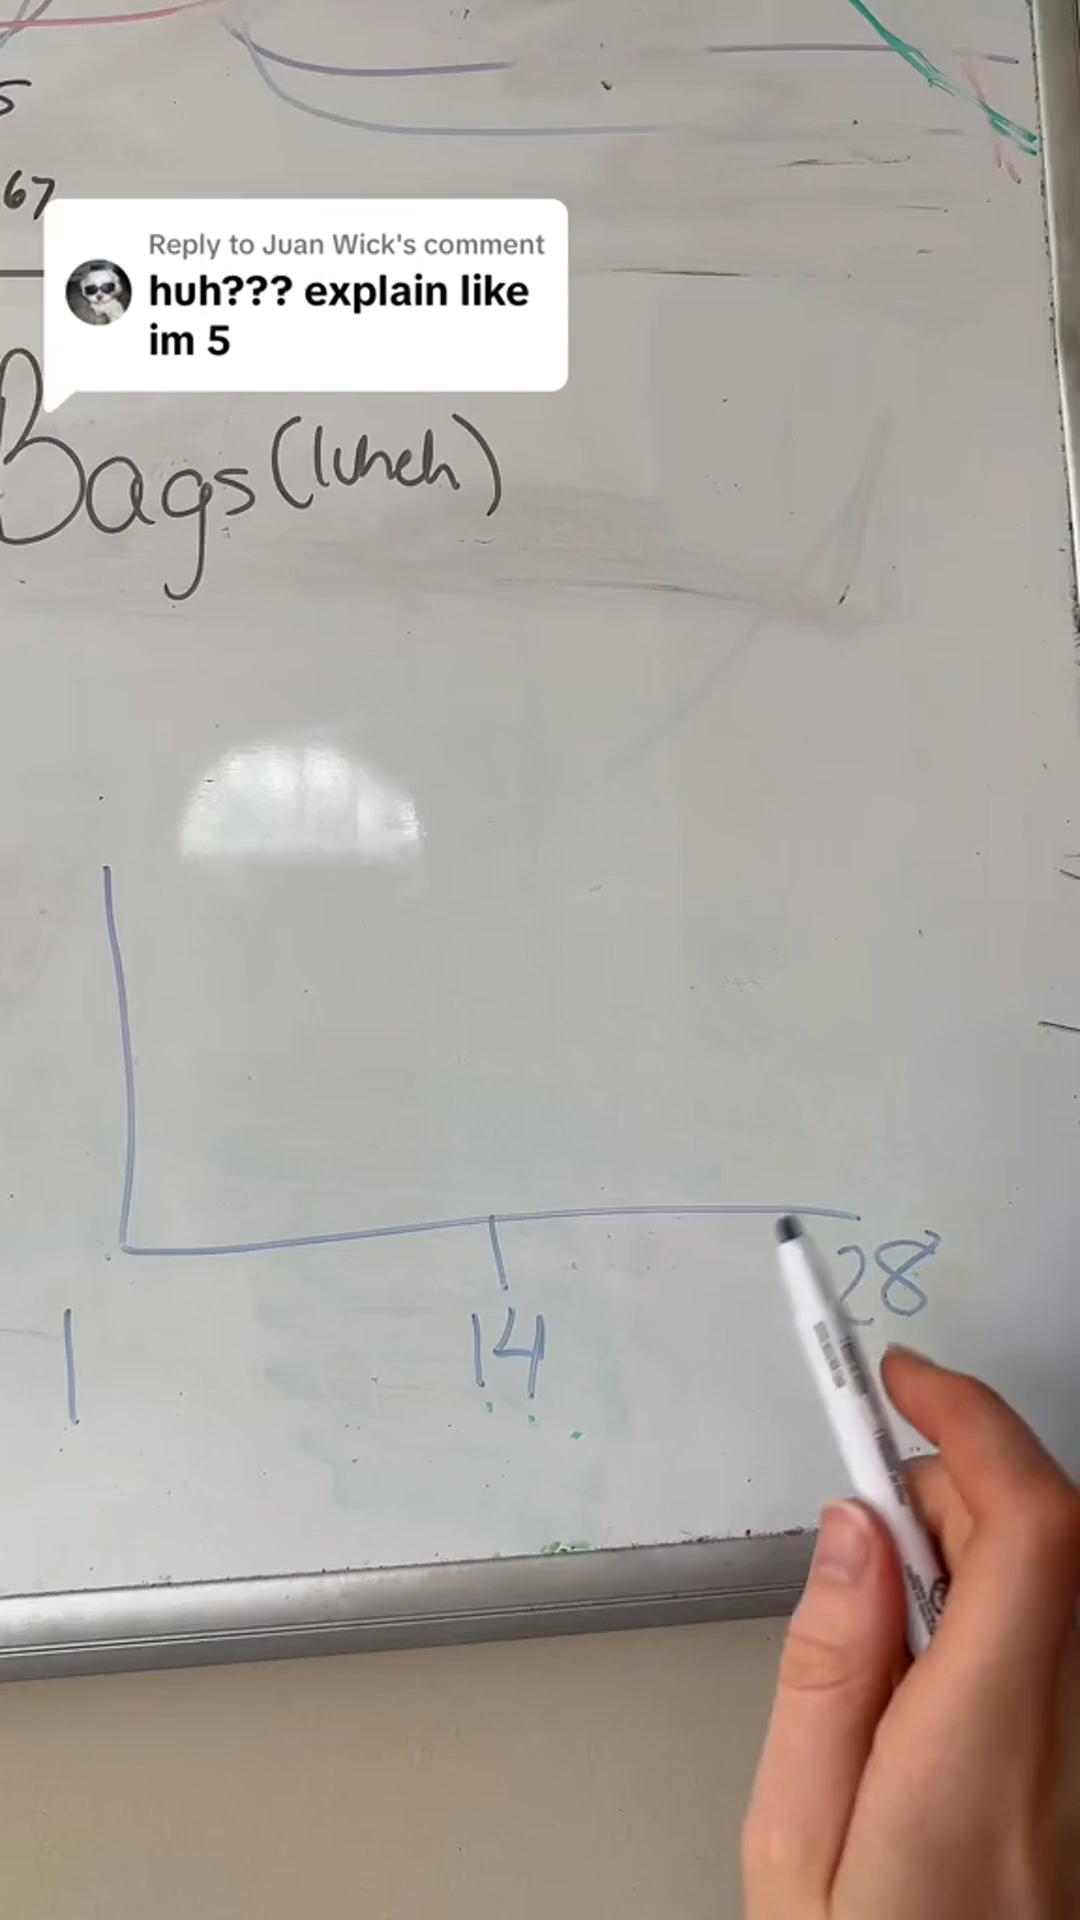 S
67
Reply to Juan Wick's comment
huh??? explain like
im 5
Bags (lunch)
28
1
14